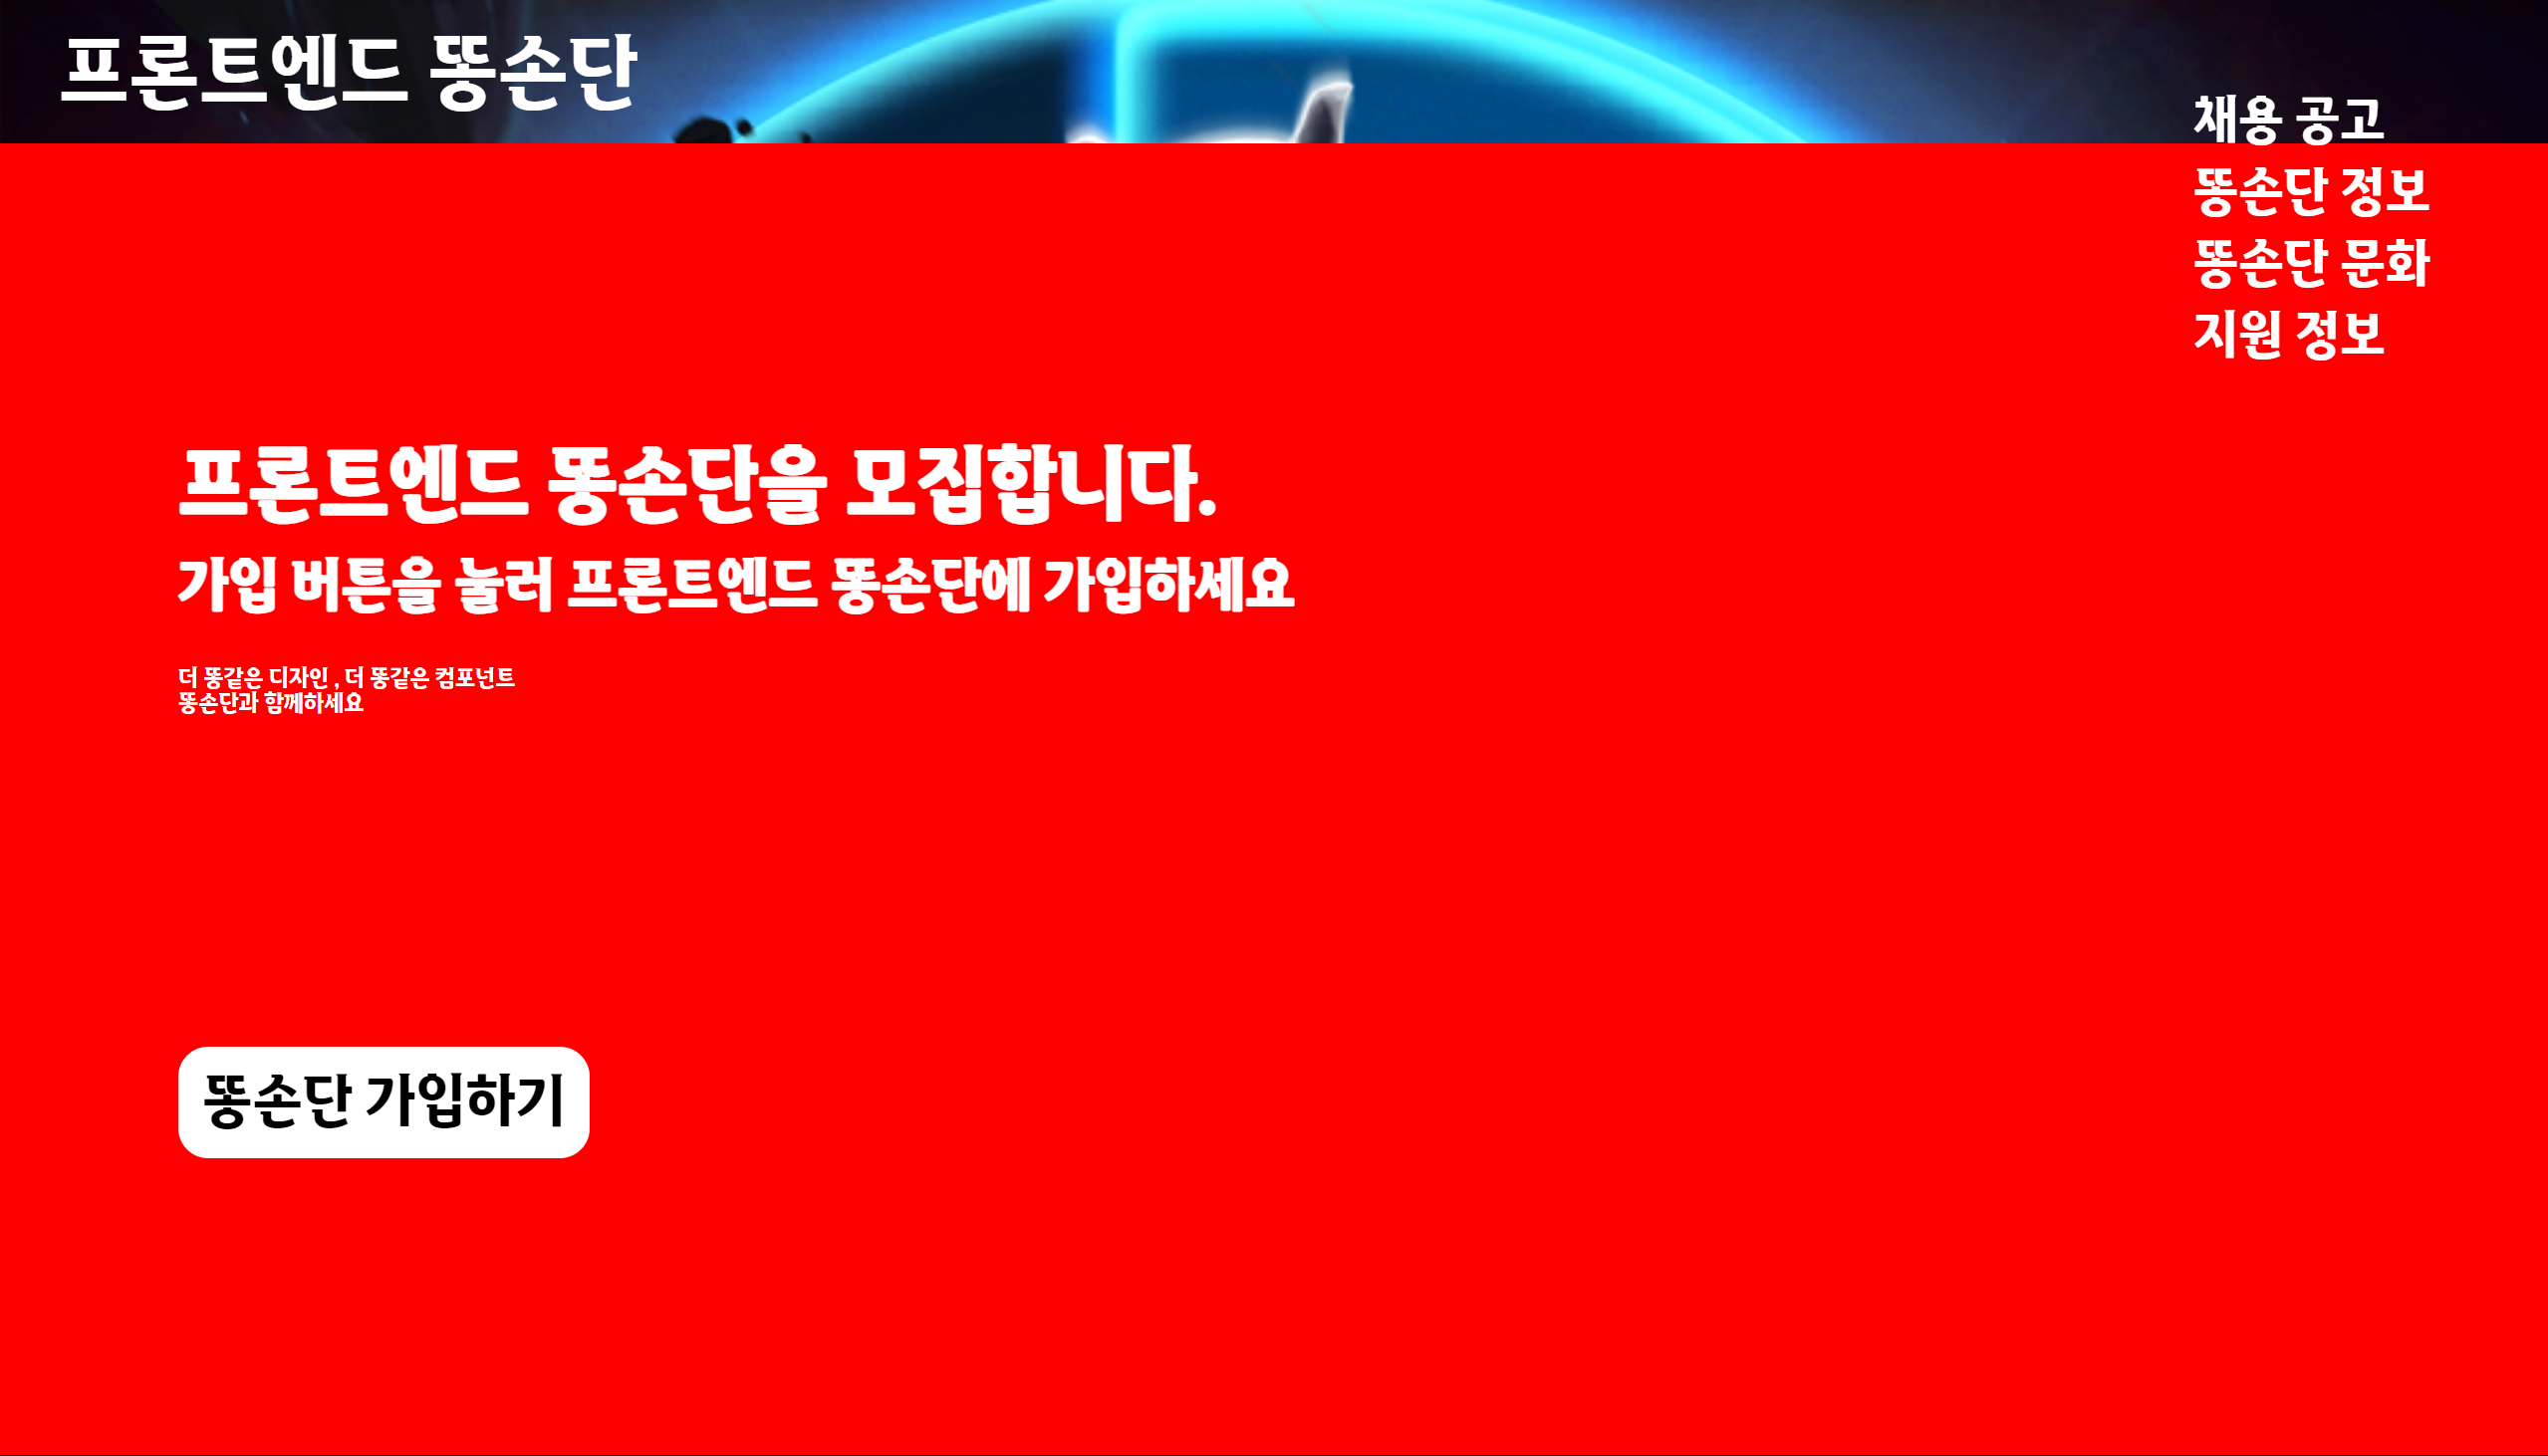 프론트엔드 똥손단
채용 공고
똥손단 정보
똥손단 문화
지원 정보
프론트엔드 똥손단을 모집합니다.
가입 버튼을 눌러 프론트엔드 똥손단에 가입하세요
더 똥같은 디자인 , 더 똥같은 컴포넌트
똥손단과 함께하세요
똥손단 가입하기